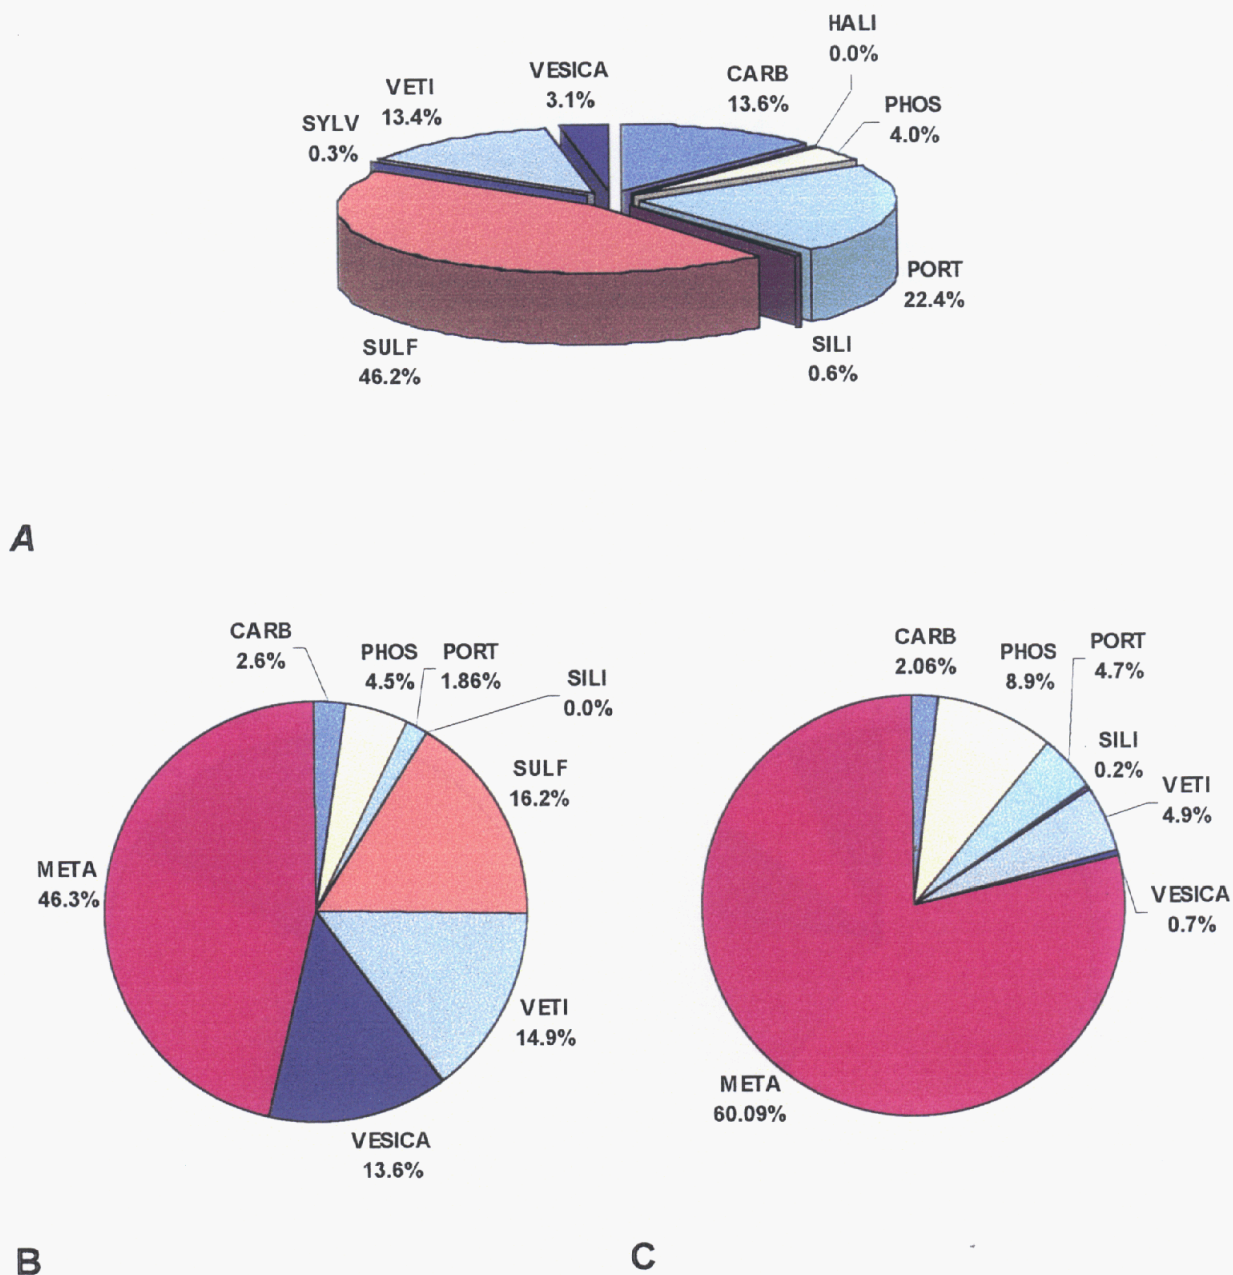 HALI
0.0%
VESICA
3.1%
CARB
13.6%
VETI
13.4%
PHOS
4.0%
SYLV
0.3%
PORT
22.4%
SULF
46.2%
SILI
0.6%
A
CARB
2.6%
PHOS
4.5%
PORT
1.86%
SILI
0.0%
SULF
16.2%
META
46.3%
VETI
14.9%
VESICA
13.6%
B
CARB
2.06%
PHOS
8.9%
PORT
4.7%
SILI
0.2%
VETI
4.9%
VESICA
0.7%
META
60.09%
C